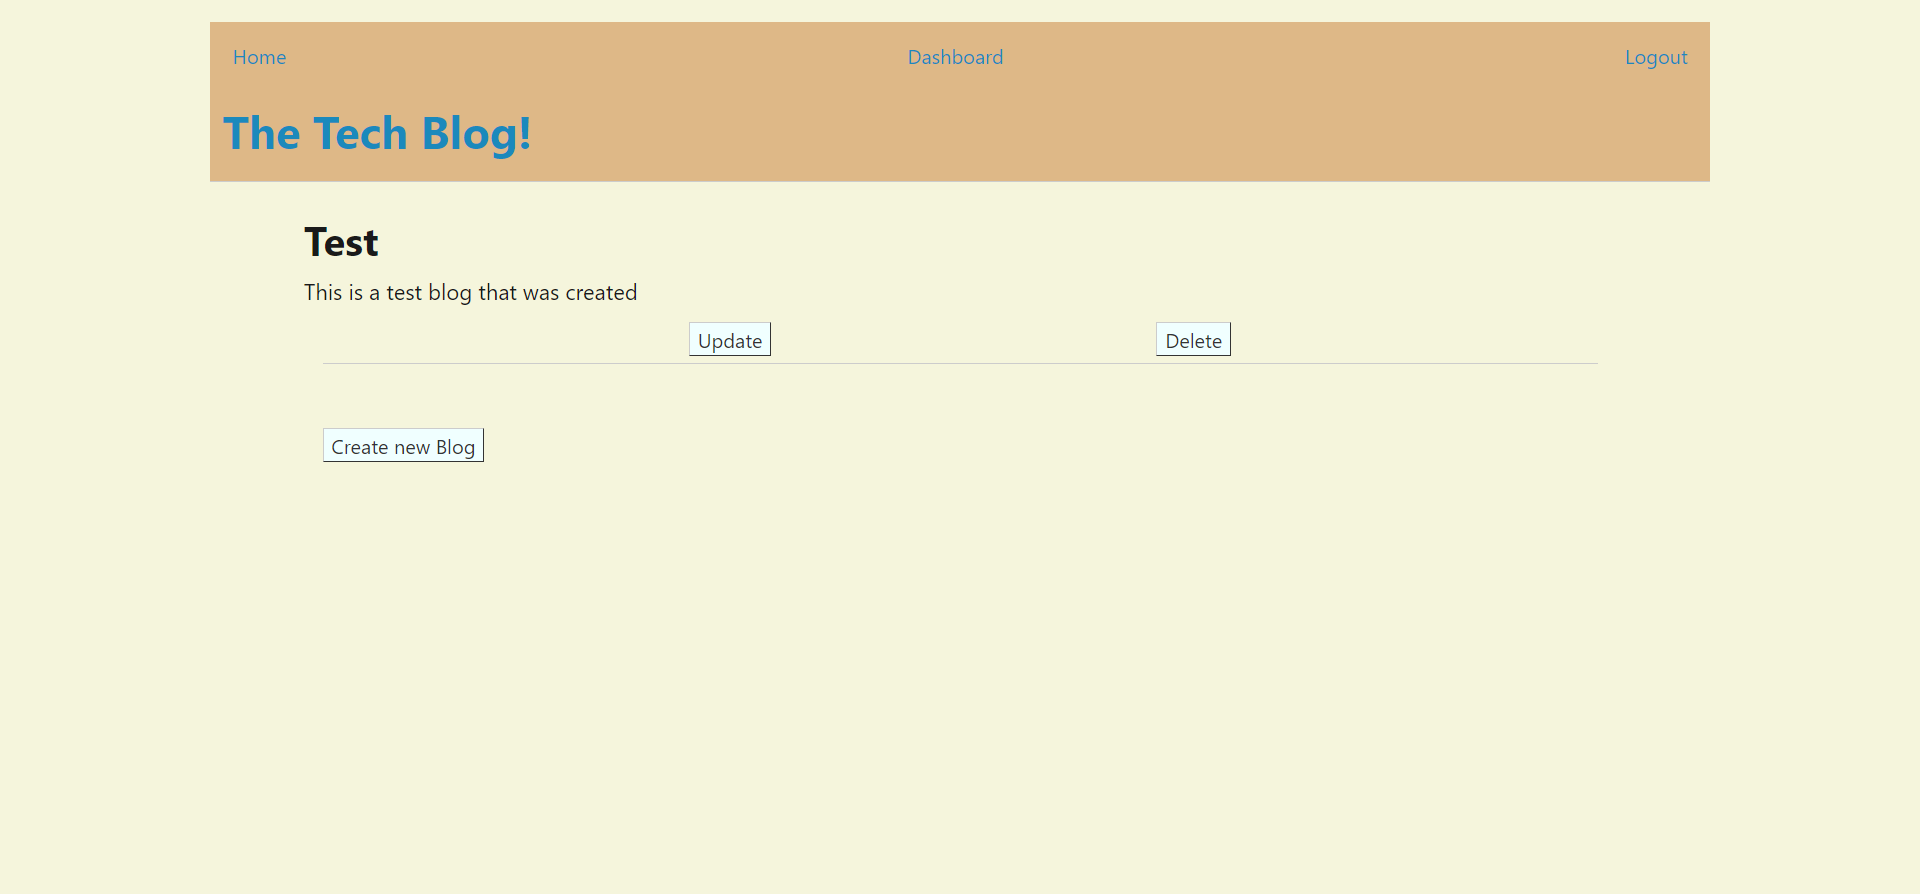 Home Dashboard Logout
The Tech Blog!
Test
This is a test blog that was created
Update Delete
Create new Blog